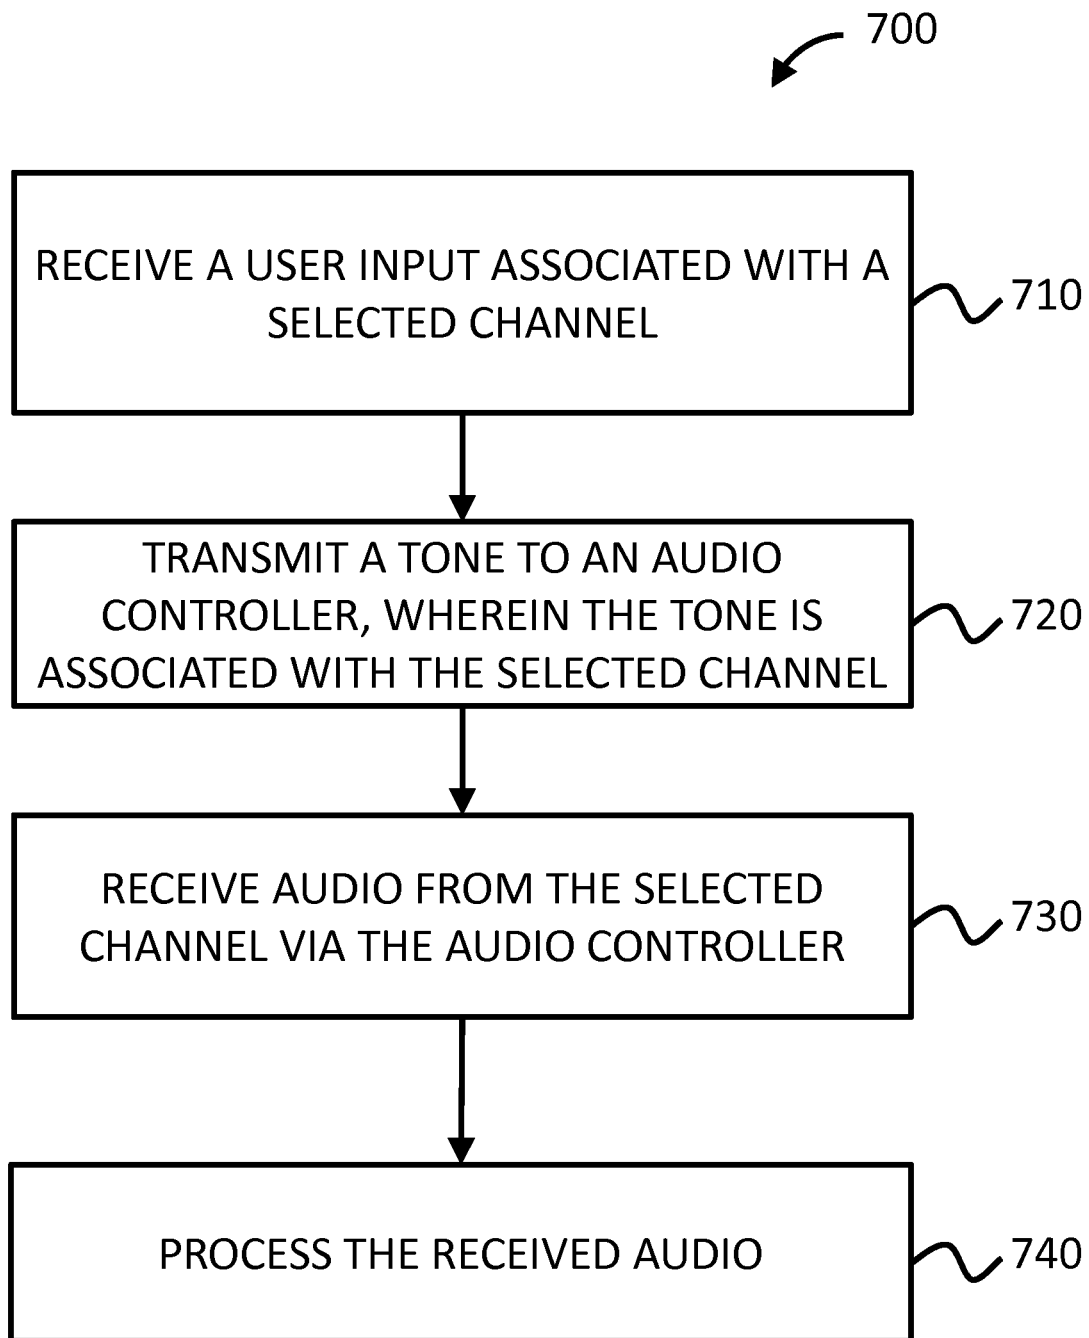 700
RECEIVE A USER INPUT ASSOCIATED WITH A
SELECTED CHANNEL
710
TRANSMIT A TONE TO AN AUDIO
CONTROLLER, WHEREIN THE TONE IS
ASSOCIATED WITH THE SELECTED CHANNEL
720
RECEIVE AUDIO FROM THE SELECTED
CHANNEL VIA THE AUDIO CONTROLLER
730
PROCESS THE RECEIVED AUDIO
740